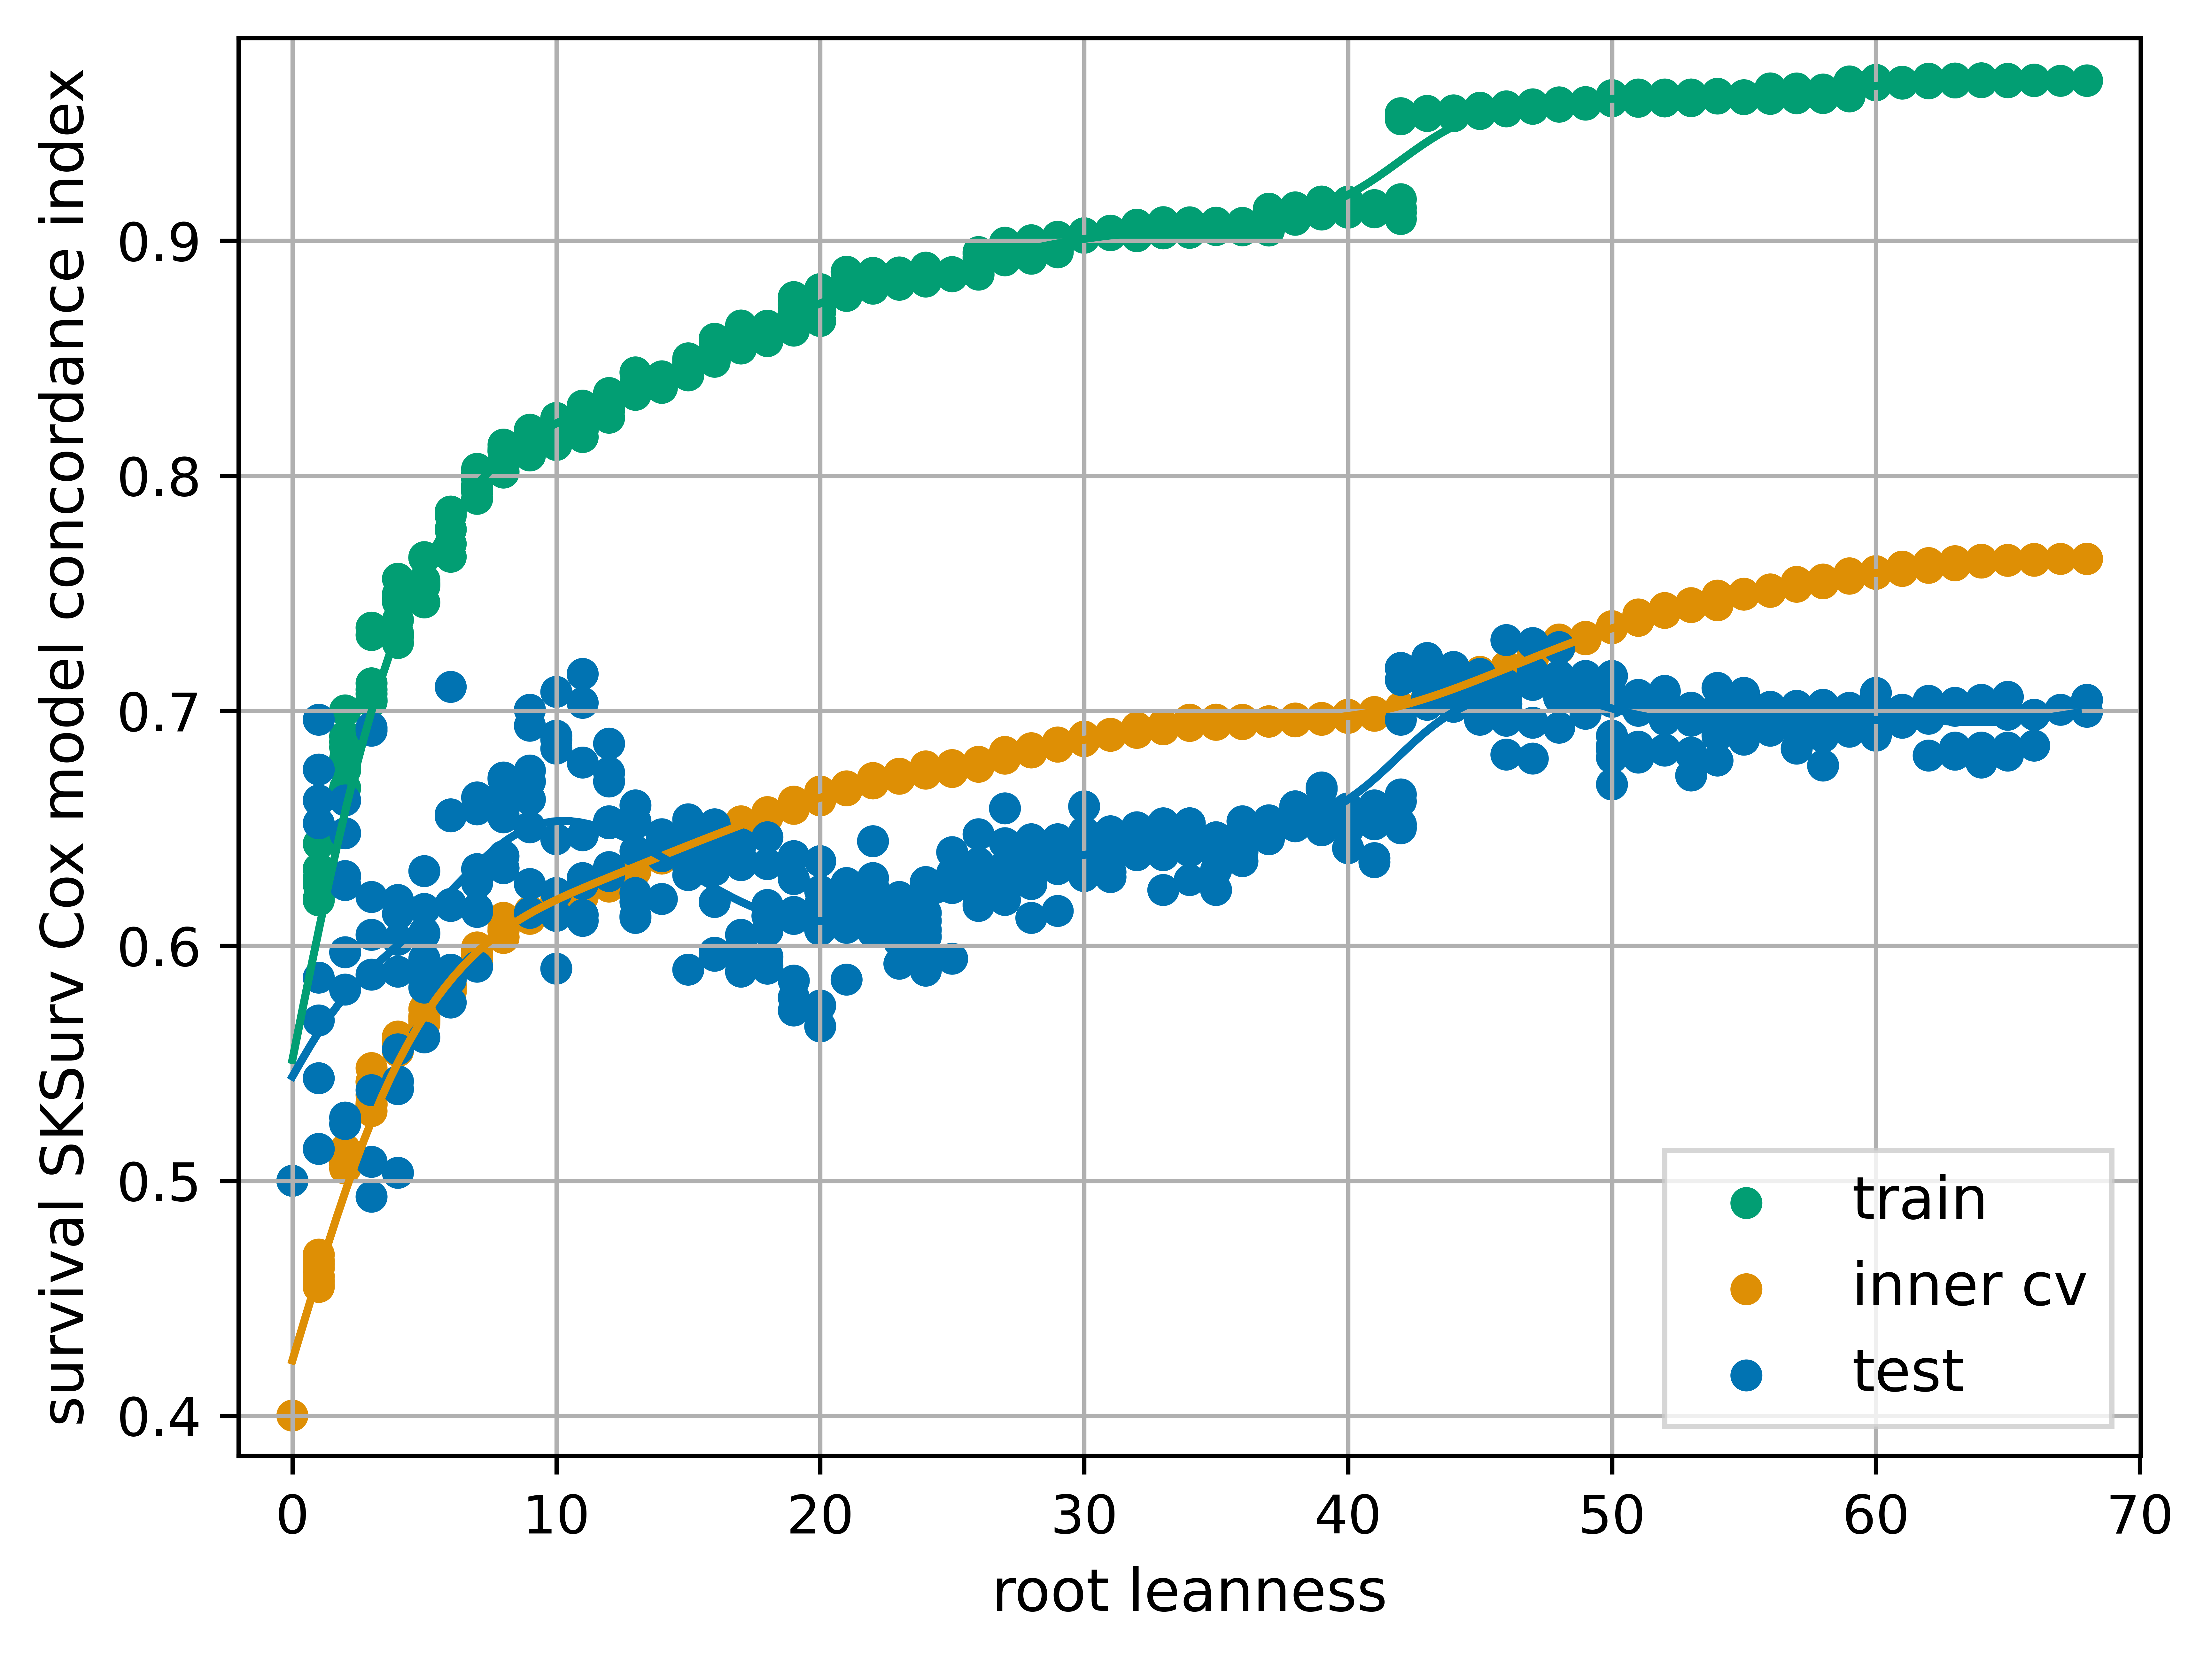 survival SKSurv Cox model concordance index
0.9
0.8
0.7
0.6
0.5
0.4
train
inner cv
test
0 10 20 30 40 50 60 70
root leanness